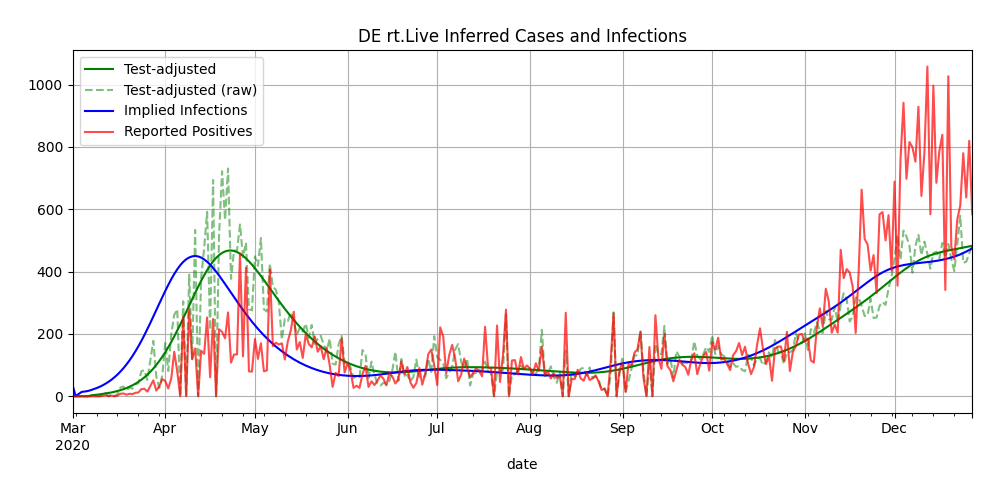 DE rt.Live Inferred Cases and Infections
Test-adjusted
Test-adjusted (raw)
Implied Infections
Reported Positives
1000
800
600
400
200
0
Mar Apr May Jun Jul Aug Sep Oct Nov Dec
2020
date